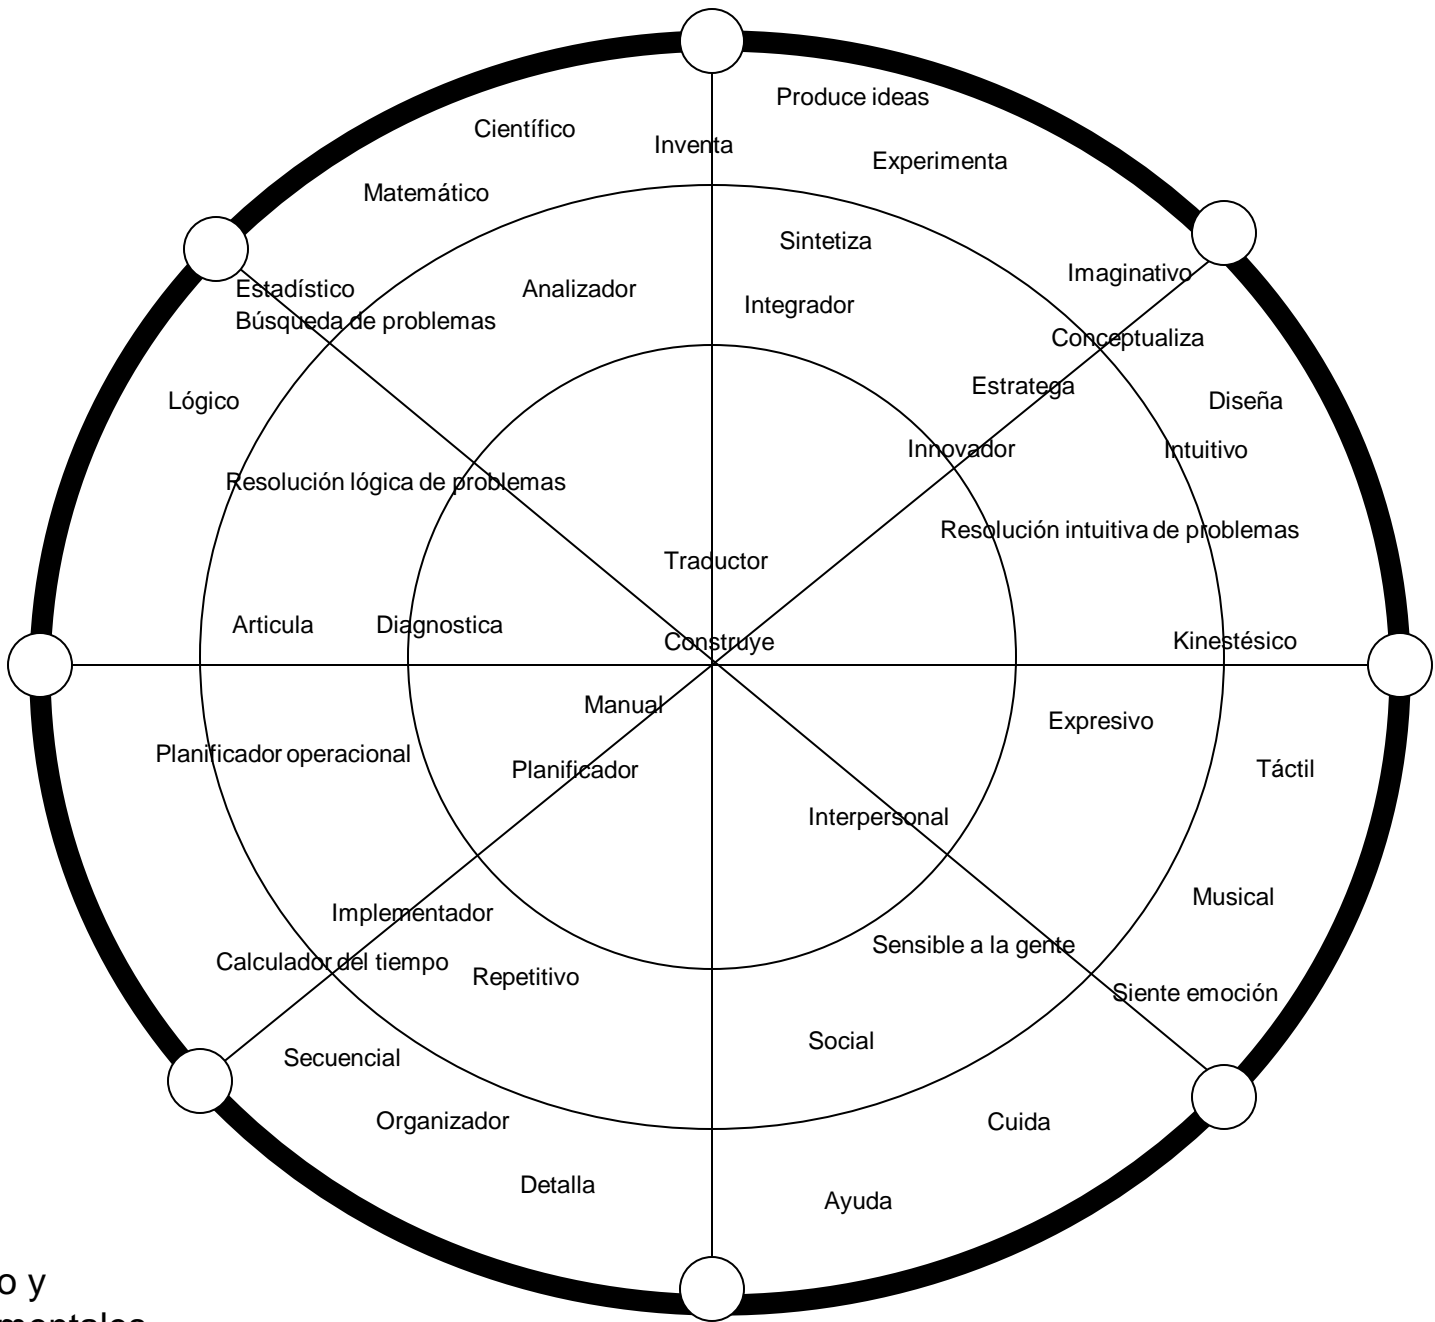 Produce ideas
Científico
Inventa
Experimenta
Matemático
Sintetiza
Imaginativo
Estadístico
Analizador
Integrador
Búsqueda de problemas
Conceptualiza
Estratega
Lógico
Diseña
Innovador
Intuitivo
Resolución lógica de problemas
Resolución intuitiva de problemas
Traductor
Articula
Diagnostica
Construye
Kinestésico
Manual
Expresivo
Planificador operacional
Planificador
Táctil
Interpersonal
Musical
Implementador
Sensible a la gente
Calculador del tiempo
Repetitivo
Siente emoción
Social
Secuencial
Organizador
Cuida
Detalla
Ayuda
o y
mentales